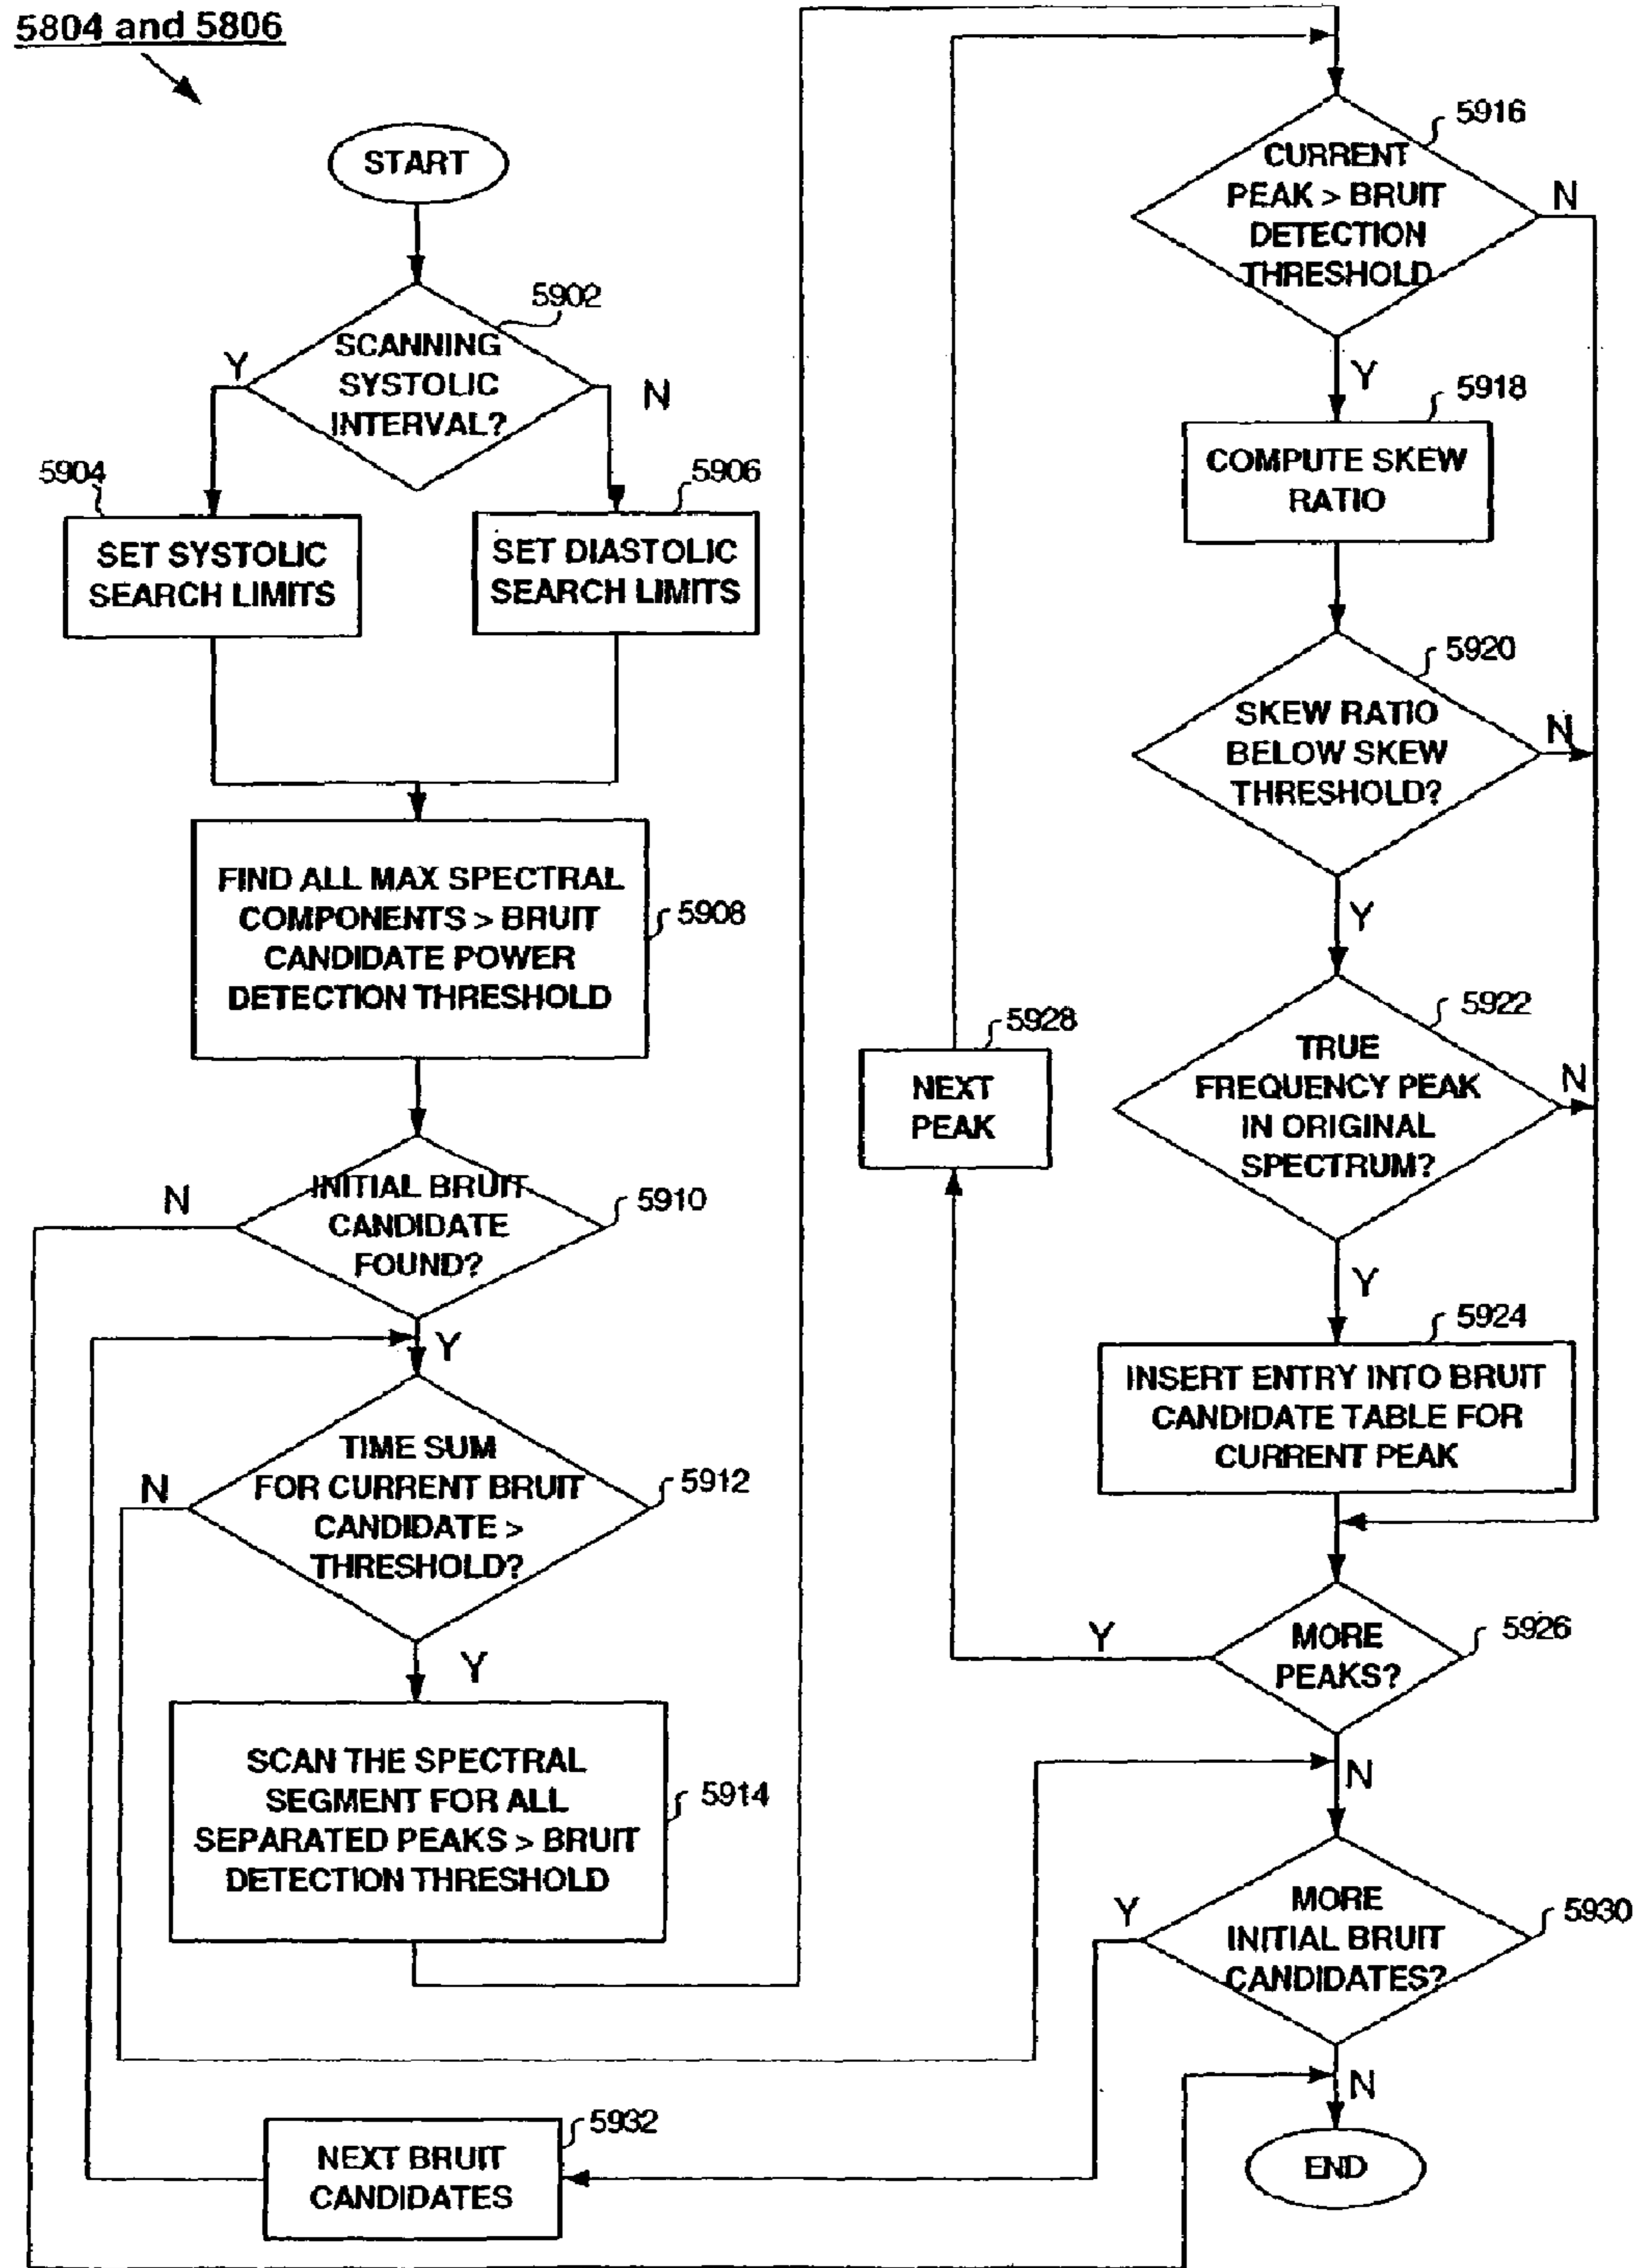 5804 and 5806
START
5902
SCANNING
SYSTOLIC
INTERVAL?
Y
N
5904
SET SYSTOLIC
SEARCH LIMITS
5906
SET DIASTOLIC
SEARCH LIMITS
FIND ALL MAX SPECTRAL
COMPONENTS > BRUIT
CANDIDATE POWER
DETECTION THRESHOLD
5908
INITIAL BRUIT
CANDIDATE
FOUND?
5910
N
Y
TIME SUM
FOR CURRENT BRUIT
CANDIDATE >
THRESHOLD?
5912
N
Y
SCAN THE SPECTRAL
SEGMENT FOR ALL
SEPARATED PEAKS > BRUIT
DETECTION THRESHOLD
5914
5916
CURRENT
PEAK > BRUIT
DETECTION
THRESHOLD
N
Y
5918
COMPUTE SKEW
RATIO
5920
SKEW RATIO
BELOW SKEW
THRESHOLD?
N
Y
5922
TRUE
FREQUENCY PEAK
IN ORIGINAL
SPECTRUM?
N
Y
5924
INSERT ENTRY INTO BRUIT
CANDIDATE TABLE FOR
CURRENT PEAK
5926
MORE
PEAKS?
Y
N
5928
NEXT
PEAK
5930
MORE
INITIAL BRUIT
CANDIDATES?
Y
N
5932
NEXT BRUIT
CANDIDATES
END